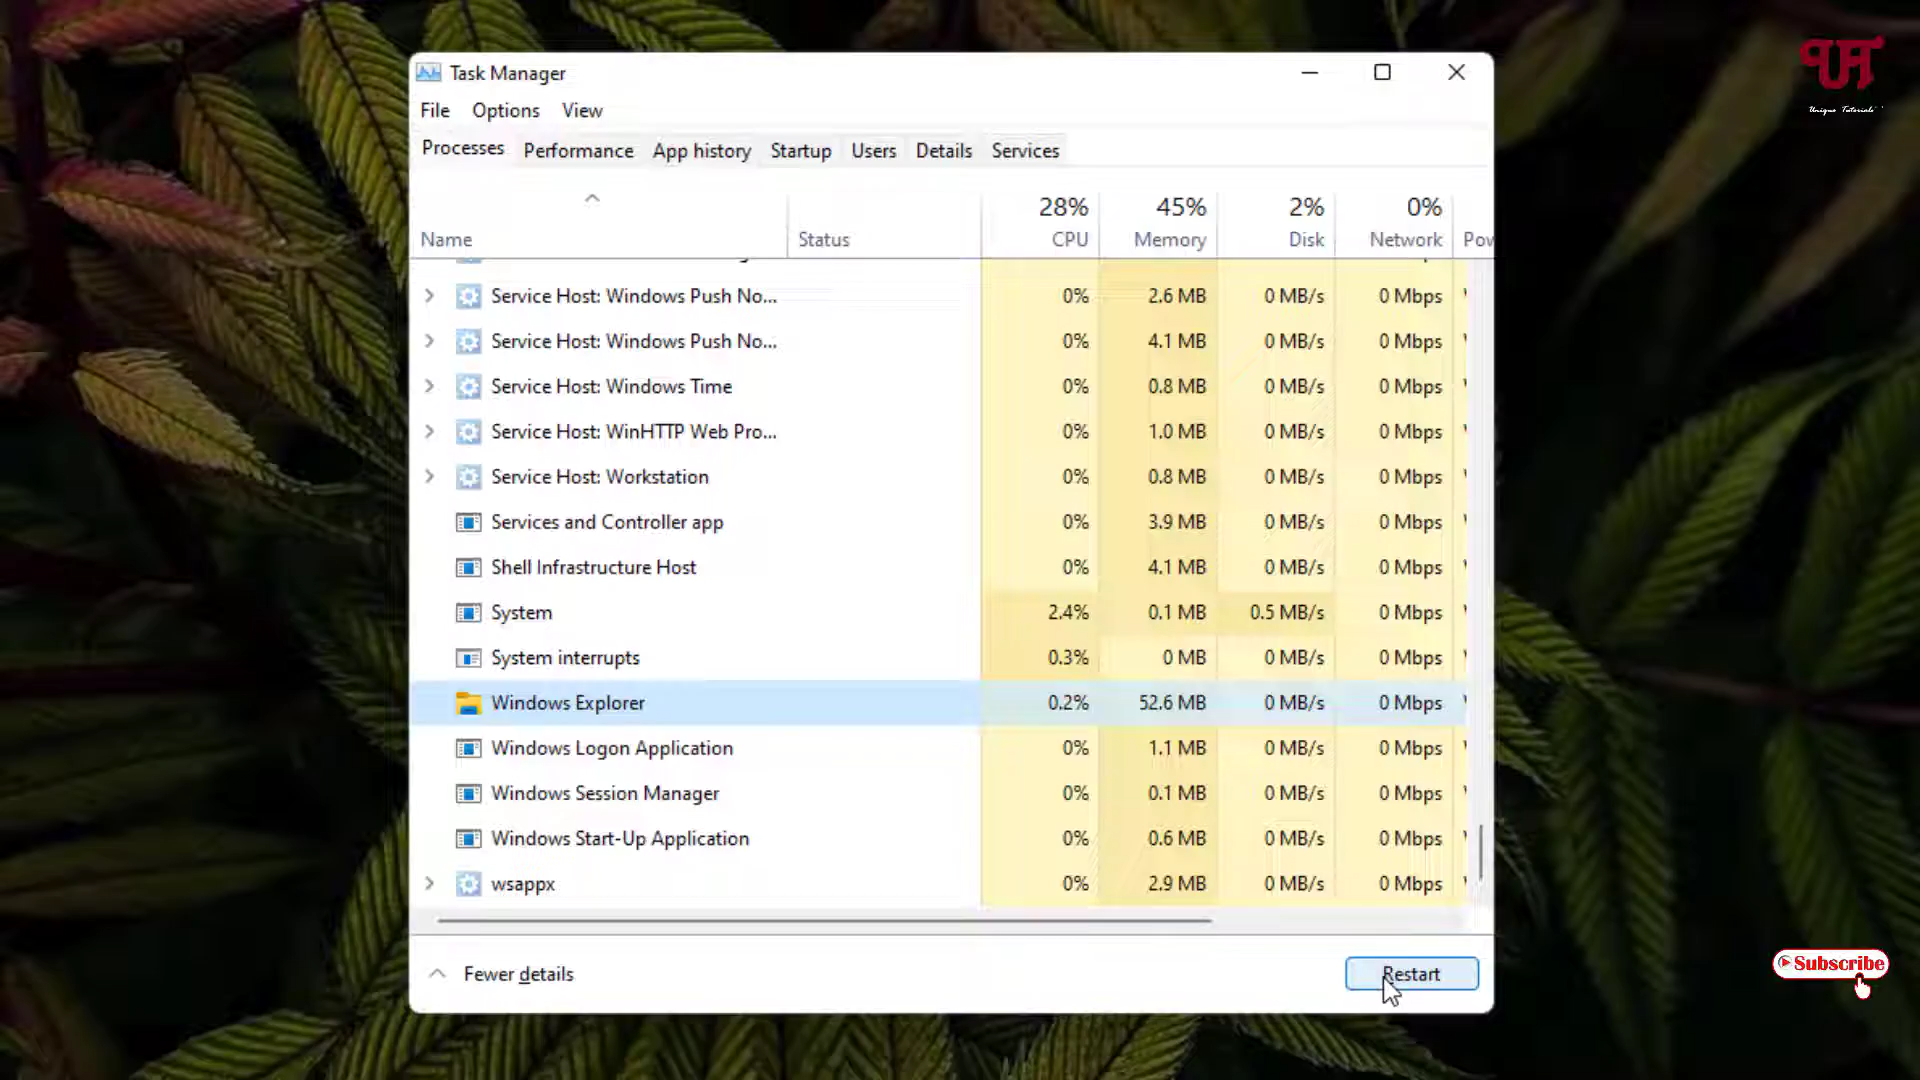 Task Manager
File Options View
Processes Performance App history Startup Users Details Services
28% 45% 2% 0%
Name Status CPU Memory Disk Network Pow
Service Host: Windows Push No... 0% 2.6 MB 0 MB/s 0 Mbps
Service Host: Windows Push No... 0% 4.1 MB 0 MB/s 0 Mbps
Service Host: Windows Time 0% 0.8 MB 0 MB/s 0 Mbps
Service Host: WinHTTP Web Pro... 0% 1.0 MB 0 MB/s 0 Mbps
Service Host: Workstation 0% 0.8 MB 0 MB/s 0 Mbps
Services and Controller app 0% 3.9 MB 0 MB/s 0 Mbps
Shell Infrastructure Host 0% 4.1 MB 0 MB/s 0 Mbps
System 2.4% 0.1 MB 0.5 MB/s 0 Mbps
System interrupts 0.3% 0 MB 0 MB/s 0 Mbps
Windows Explorer 0.2% 52.6 MB 0 MB/s 0 Mbps
Windows Logon Application 0% 1.1 MB 0 MB/s 0 Mbps
Windows Session Manager 0% 0.1 MB 0 MB/s 0 Mbps
Windows Start-Up Application 0% 0.6 MB 0 MB/s 0 Mbps
wsappx 0% 2.9 MB 0 MB/s 0 Mbps
Fewer details
Restart
Unique Tutorials
Subscribe